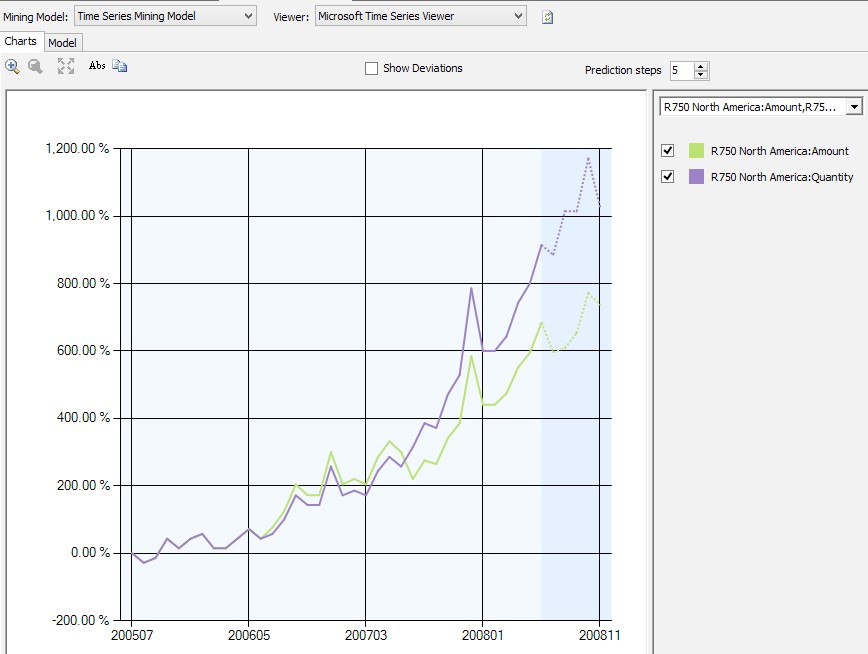 Mining Model: Time Series Mining Model Viewer: Microsoft Time Series Viewer
Charts Model
Abs Show Deviations Prediction steps 5
R750 North America:Amount,R75...
R750 North America:Amount
R750 North America:Quantity
1,200.00 %
1,000.00 %
800.00 %
600.00 %
400.00 %
200.00 %
0.00 %
-200.00 %
200507 200605 200703 200801 200811